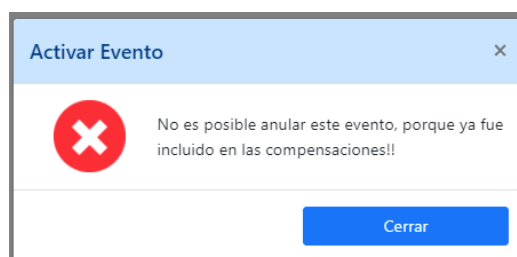 Activar Evento ×
No es posible anular este evento, porque ya fue
incluido en las compensaciones!!
Cerrar